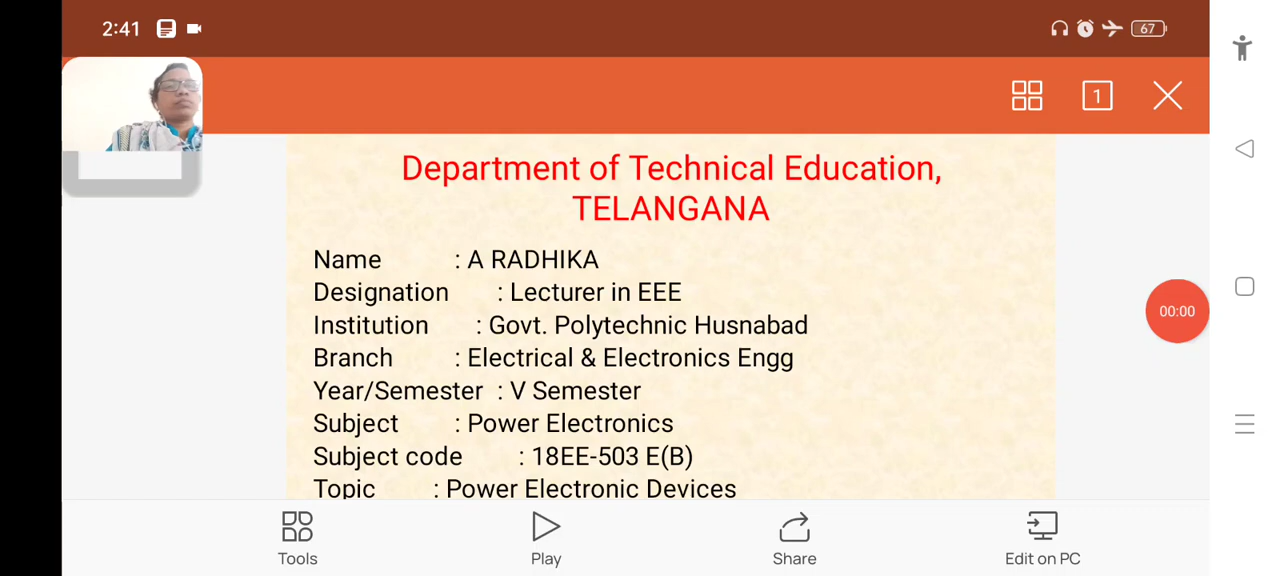 2:41
67
1
Department of Technical Education,
TELANGANA
Name : A RADHIKA
Designation : Lecturer in EEE
Institution : Govt. Polytechnic Husnabad
Branch : Electrical & Electronics Engg
Year/Semester : V Semester
Subject : Power Electronics
Subject code : 18EE-503 E(B)
Topic : Power Electronic Devices
00:00
Tools
Play
Share
Edit on PC